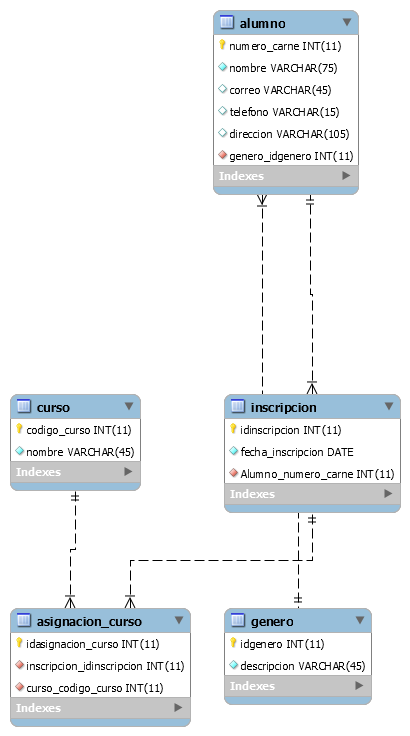 alumno
numero_carne INT(11)
nombre VARCHAR(75)
correo VARCHAR(45)
telefono VARCHAR(15)
direccion VARCHAR(105)
genero_idgenero INT(11)
Indexes
curso
codigo_curso INT(11)
nombre VARCHAR(45)
Indexes
inscripcion
idinscripcion INT(11)
fecha_inscripcion DATE
Alumno_numero_carne INT(11)
Indexes
asignacion_curso
idasignacion_curso INT(11)
inscripcion_idinscripcion INT(11)
curso_codigo_curso INT(11)
Indexes
genero
idgenero INT(11)
descripcion VARCHAR(45)
Indexes